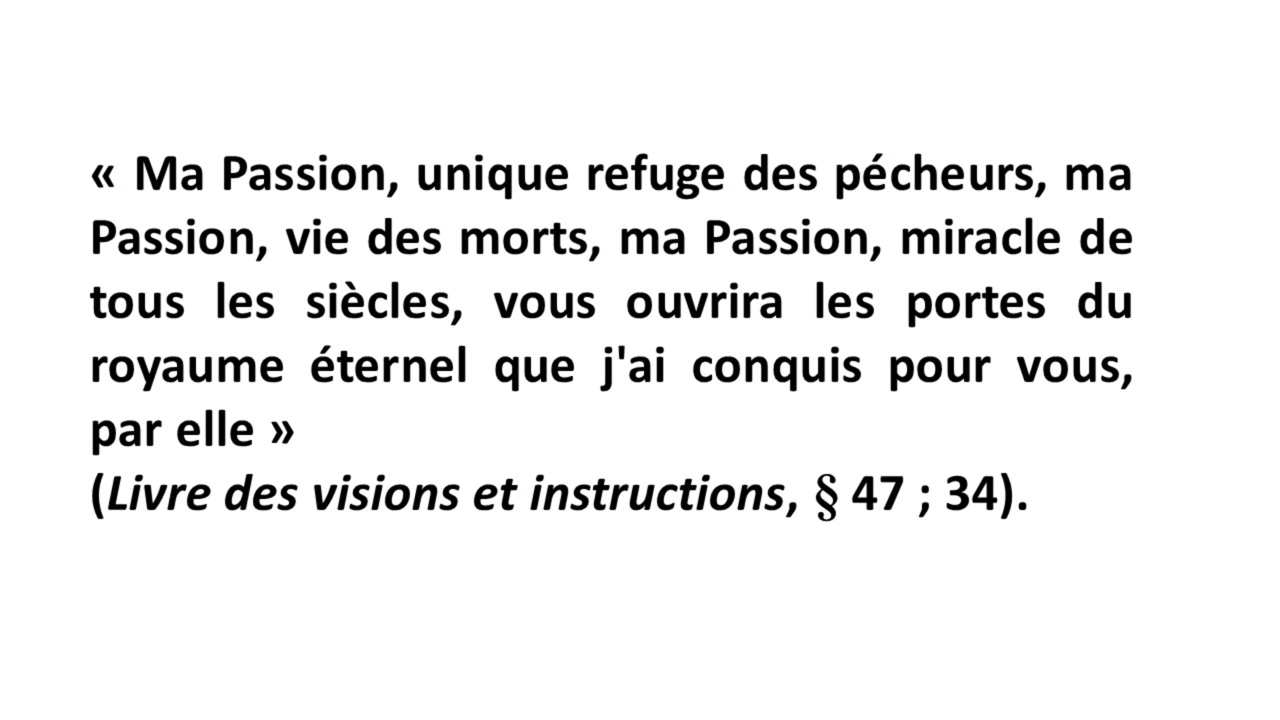 « Ma Passion, unique refuge des pécheurs, ma
Passion, vie des morts, ma Passion, miracle de
tous les siècles, vous ouvrira les portes du
royaume éternel que j'ai conquis pour vous,
par elle »
(Livre des visions et instructions, § 47 ; 34).